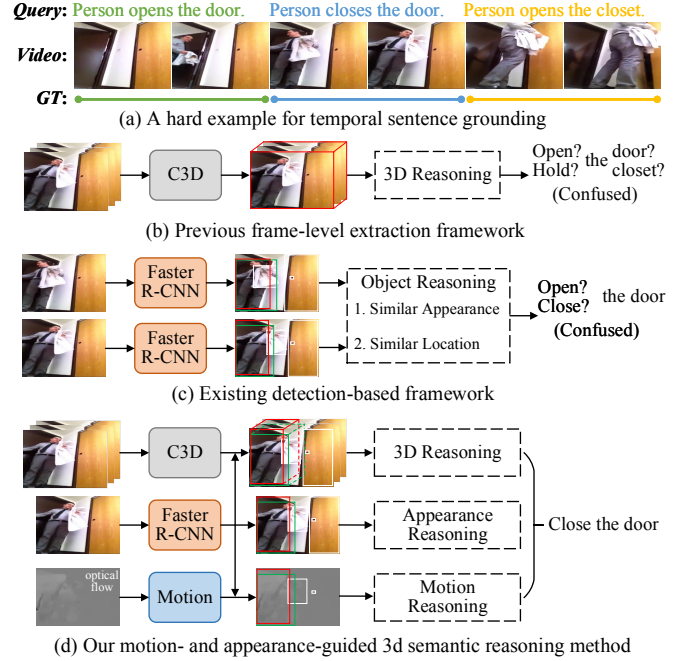 Query: Person opens the door. Person closes the door. Person opens the closet.
Video:
GT:
(a) A hard example for temporal sentence grounding
C3D
3D Reasoning
Open? the door?
Hold? closet?
(Confused)
(b) Previous frame-level extraction framework
Faster
R-CNN
Faster
R-CNN
Object Reasoning
1. Similar Appearance
2. Similar Location
Open? the door
Close?
(Confused)
(c) Existing detection-based framework
C3D
3D Reasoning
Faster
R-CNN
Appearance
Reasoning
Close the door
optical
flow
Motion
Motion
Reasoning
(d) Our motion- and appearance-guided 3d semantic reasoning method